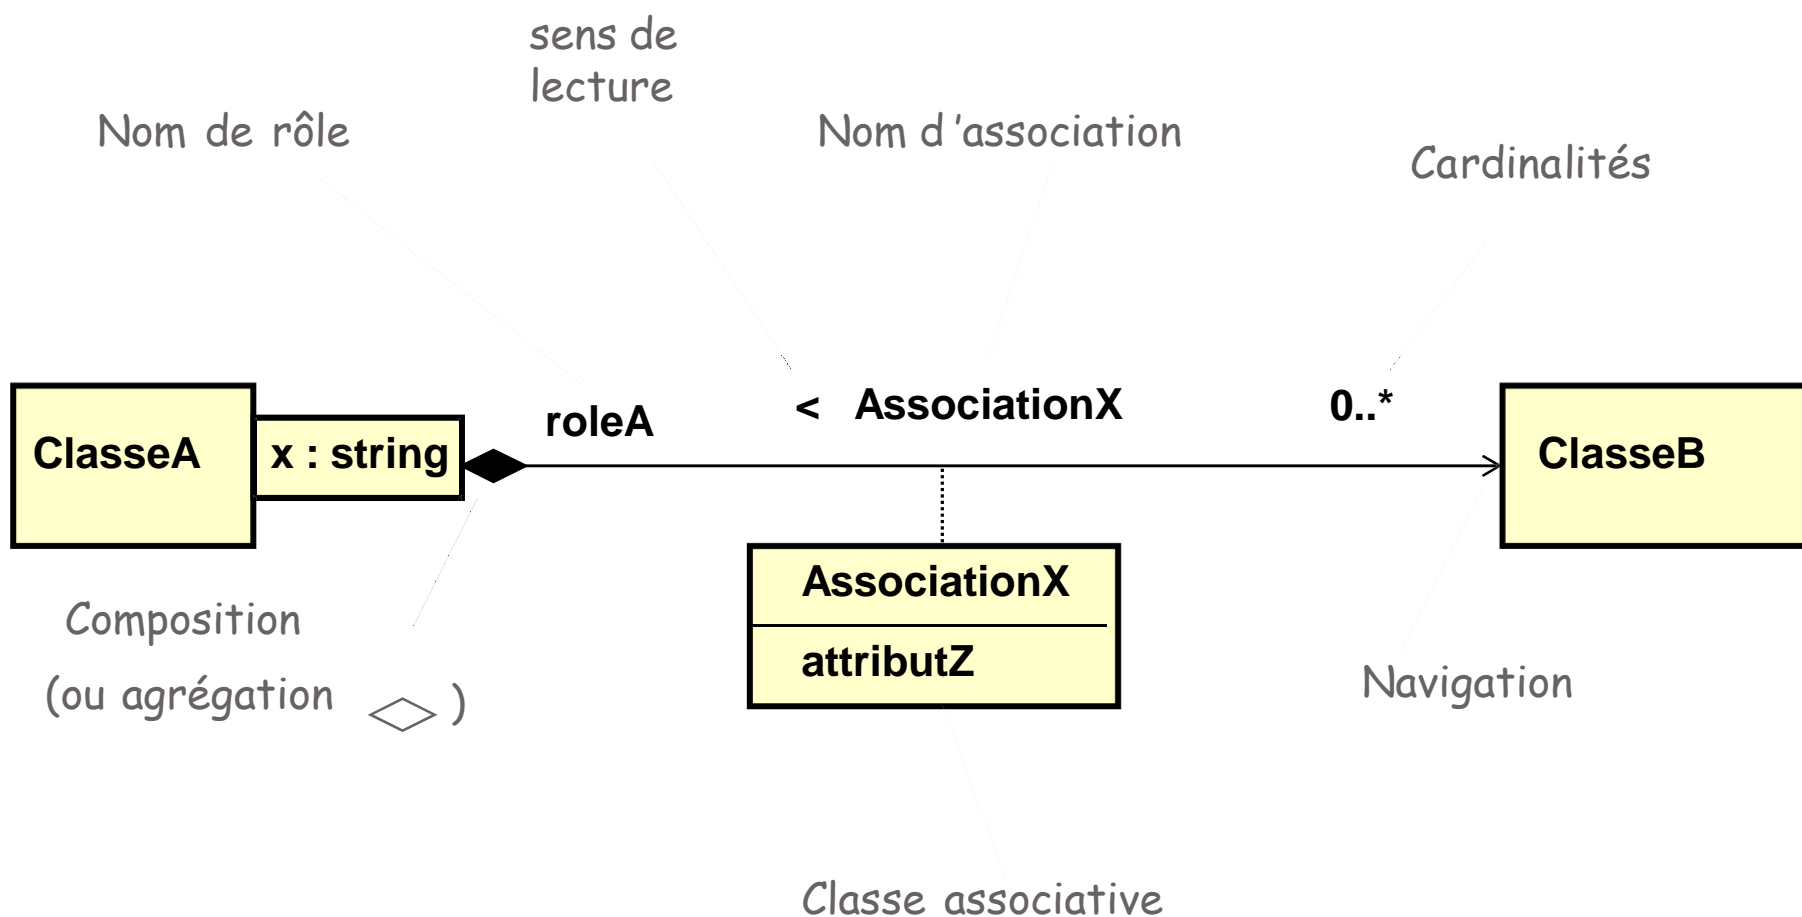 sens de
lecture
Nom de rôle
Nom d 'association
Cardinalités
roleA
< AssociationX
0..*
ClasseA
x : string
ClasseB
AssociationX
attributZ
Composition
(ou agrégation )
Navigation
Classe associative